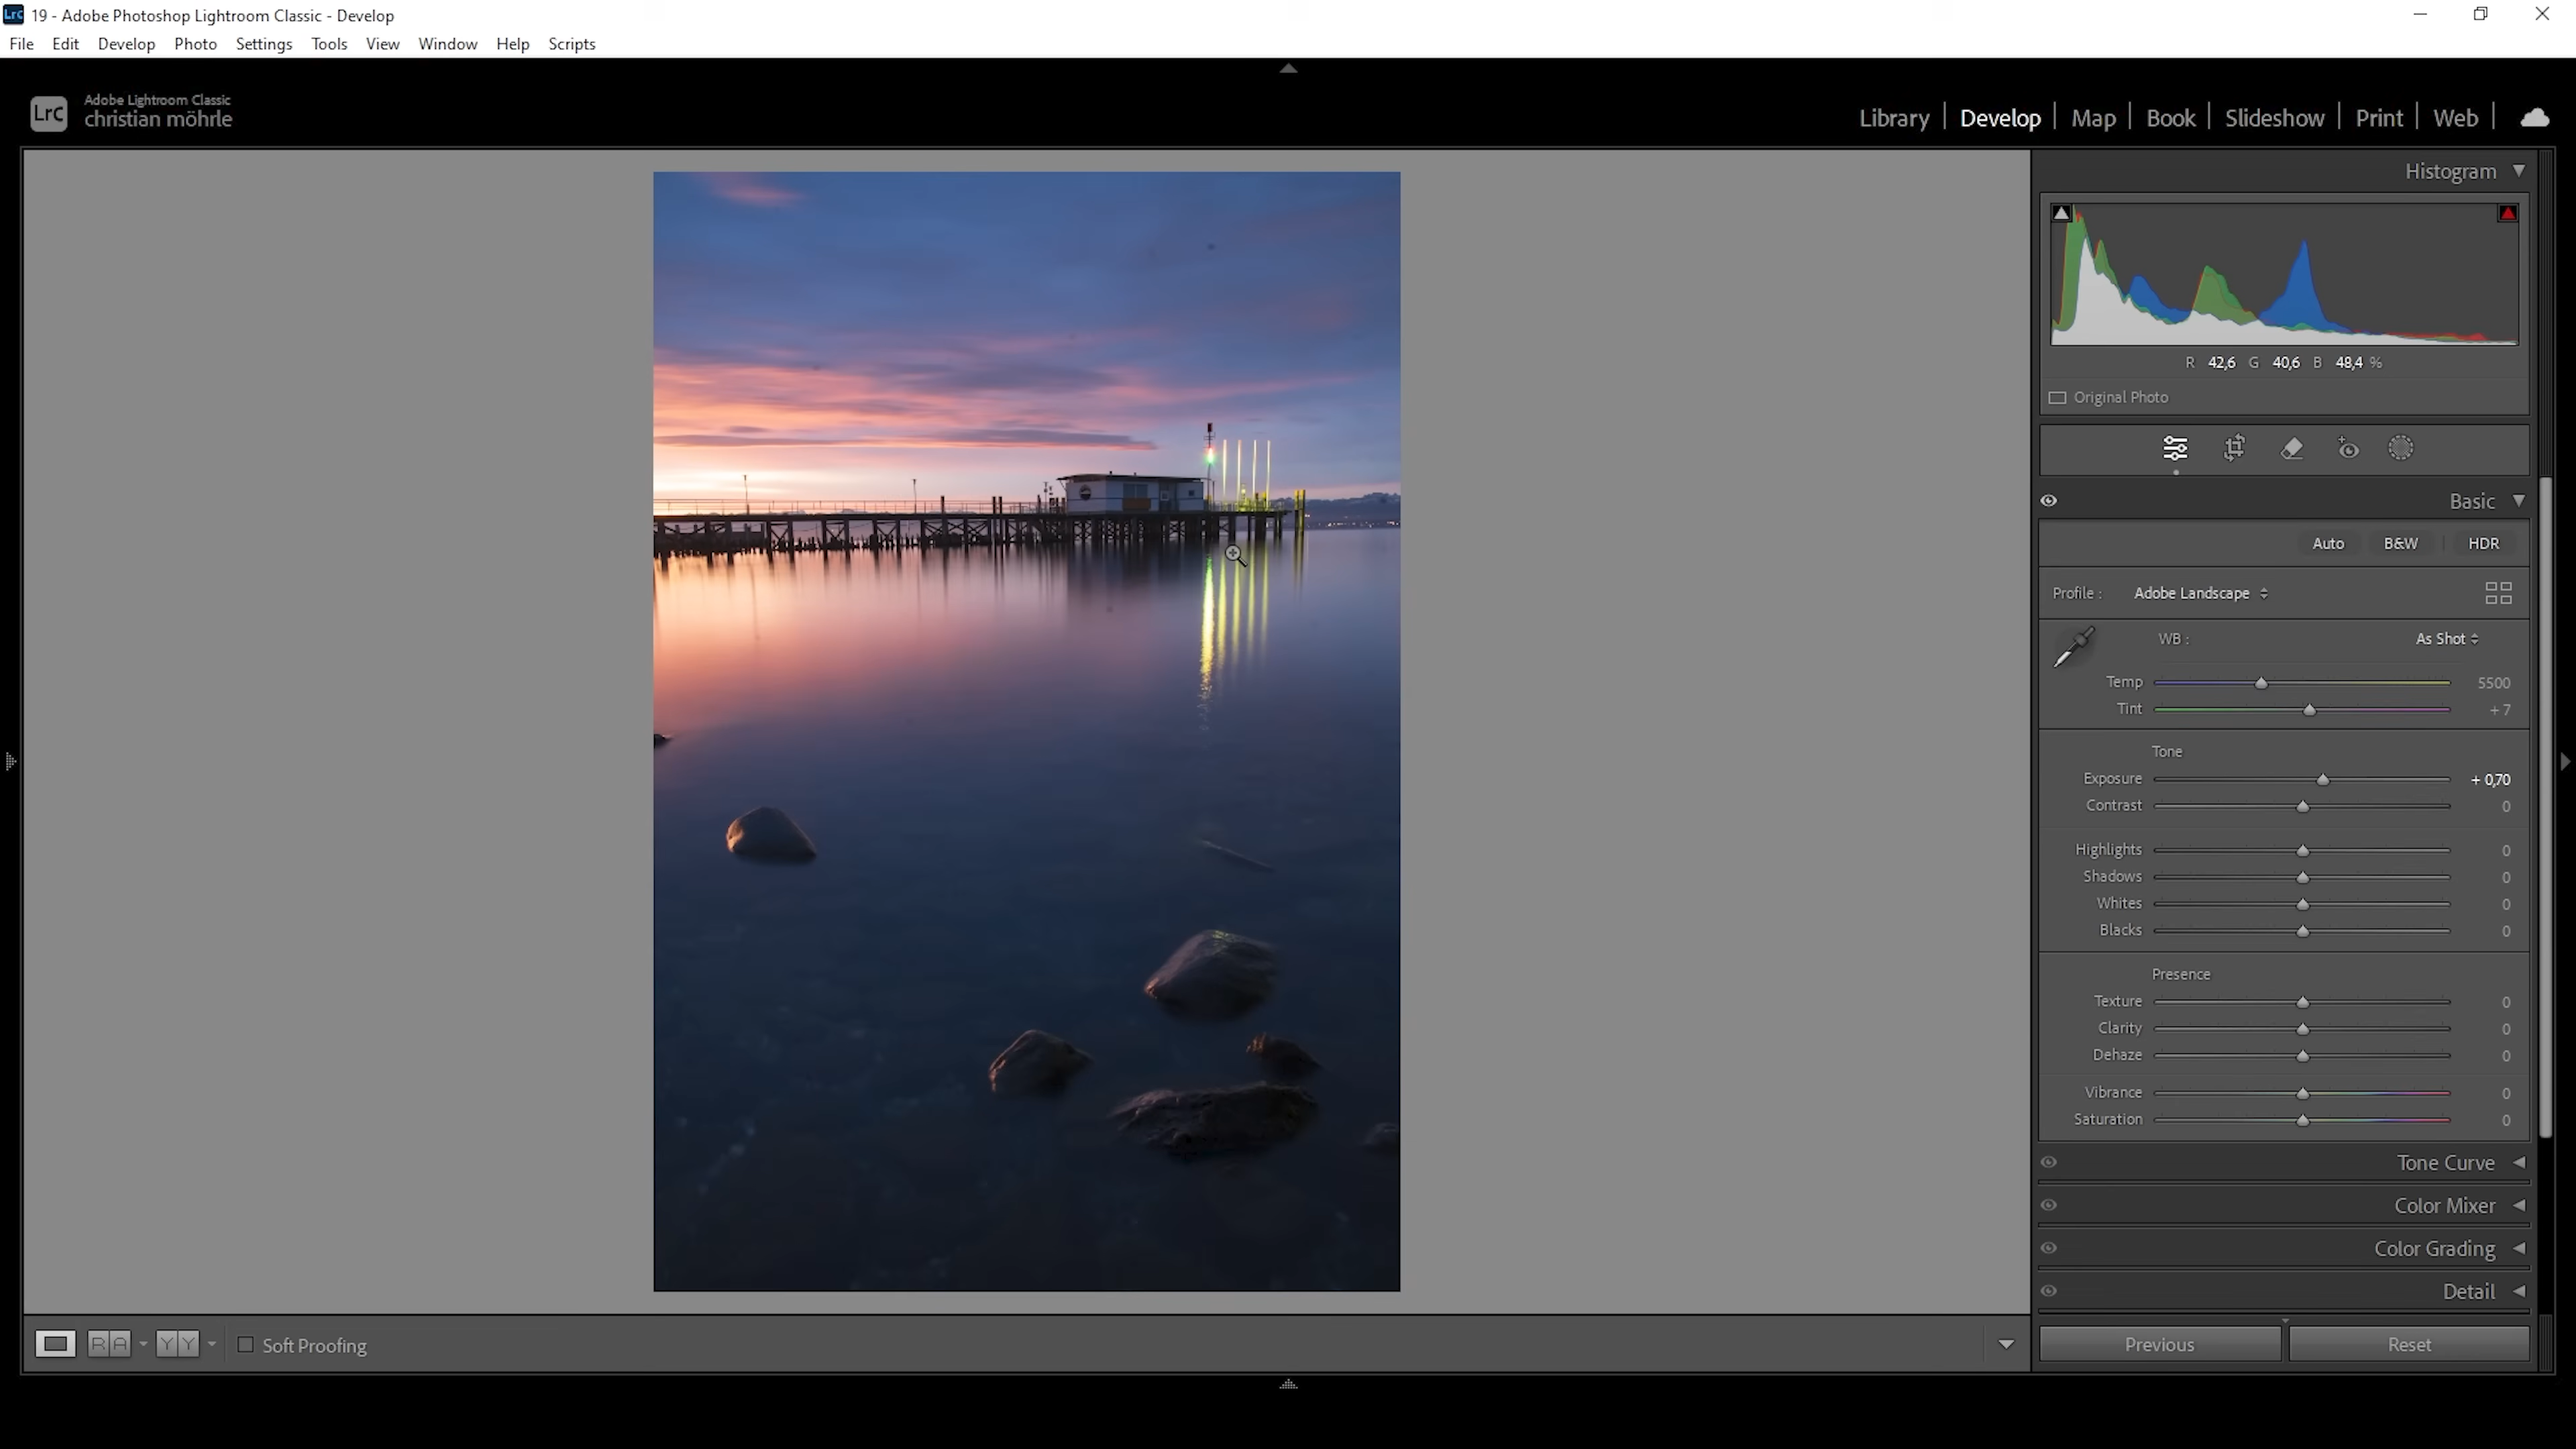 Lrc 19 - Adobe Photoshop Lightroom Classic - Develop
File Edit Develop Photo Settings Tools View Window Help Scripts
Lrc Adobe Lightroom Classic
christian möhrle
Library | Develop | Map | Book | Slideshow | Print | Web |
Histogram
R 42,6 G 40,6 B 48,4 %
Original Photo
Basic
Auto B&W HDR
Profile : Adobe Landscape
WB : As Shot
Temp 5500
Tint + 7
Tone
Exposure + 0,70
Contrast 0
Highlights 0
Shadows 0
Whites 0
Blacks 0
Presence
Texture 0
Clarity 0
Dehaze 0
Vibrance 0
Saturation 0
Tone Curve
Color Mixer
Color Grading
Detail
R A Y Y Soft Proofing
Previous Reset